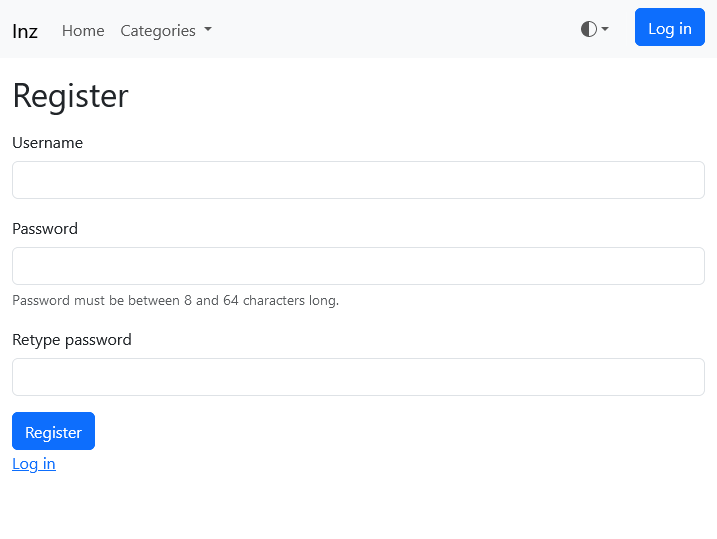 Inz Home Categories Log in
Register
Username
Password
Password must be between 8 and 64 characters long.
Retype password
Register
Log in